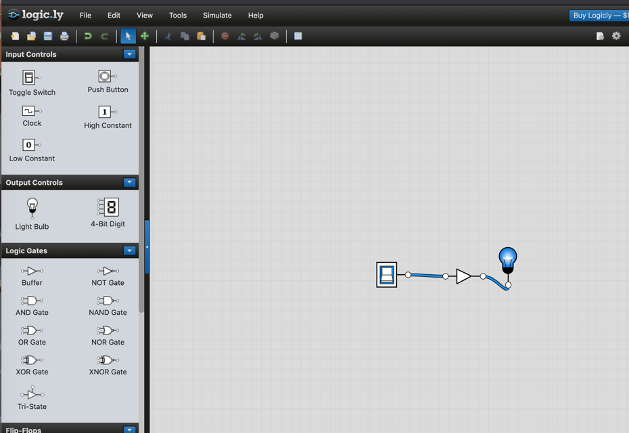 logic.ly File Edit View Tools Simulate Help Buy Logicly — $
Input Controls
Toggle Switch Push Button
Clock High Constant
1
0
Low Constant
Output Controls
8
Light Bulb 4-Bit Digit
Logic Gates
Buffer NOT Gate
AND Gate NAND Gate
OR Gate NOR Gate
XOR Gate XNOR Gate
Tri-State
Flip-Flops